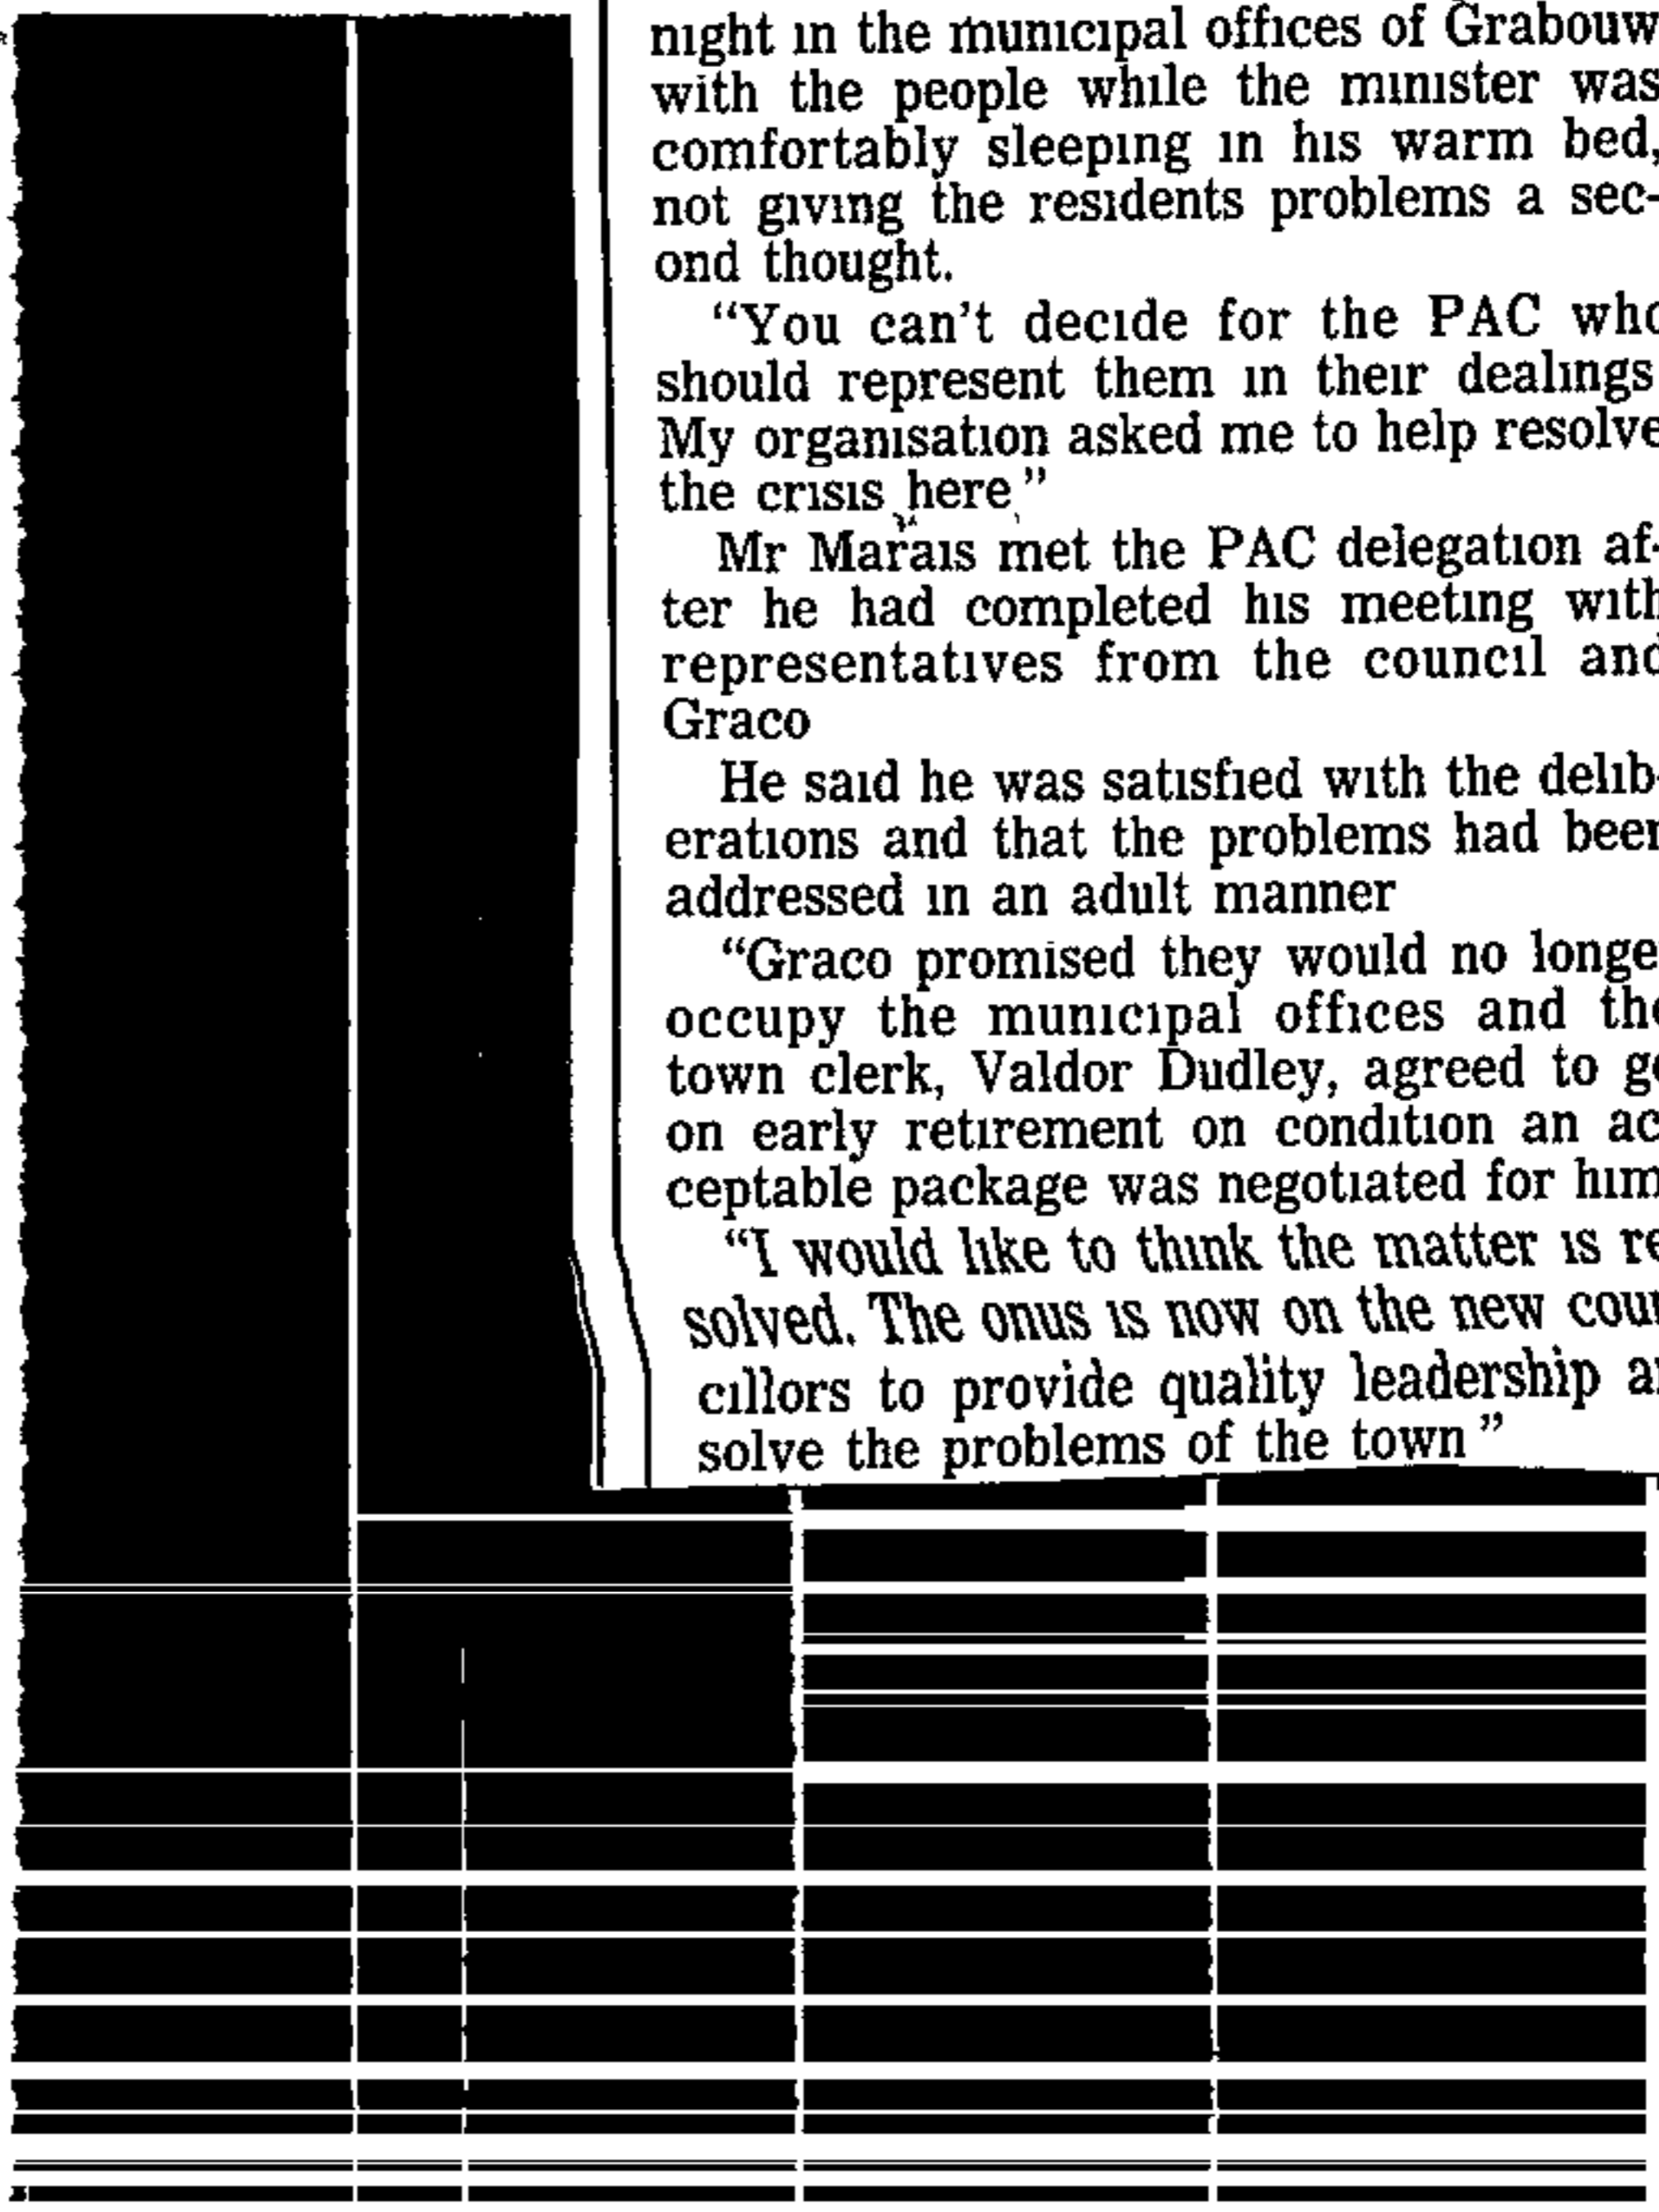 night in the municipal offices of Grabouw
with the people while the minister was
comfortably sleeping in his warm bed,
not giving the residents problems a sec-
ond thought.
"You can't decide for the PAC who
should represent them in their dealings
My organisation asked me to help resolve
the crisis here"
Mr Marais met the PAC delegation af-
ter he had completed his meeting with
representatives from the council and
Graco
He said he was satisfied with the delib-
erations and that the problems had been
addressed in an adult manner
"Graco promised they would no longer
occupy the municipal offices and the
town clerk, Valdor Dudley, agreed to go
on early retirement on condition an ac
ceptable package was negotiated for him
"I would like to think the matter is re
solved. The onus is now on the new coun
cillors to provide quality leadership
solve the problems of the town"